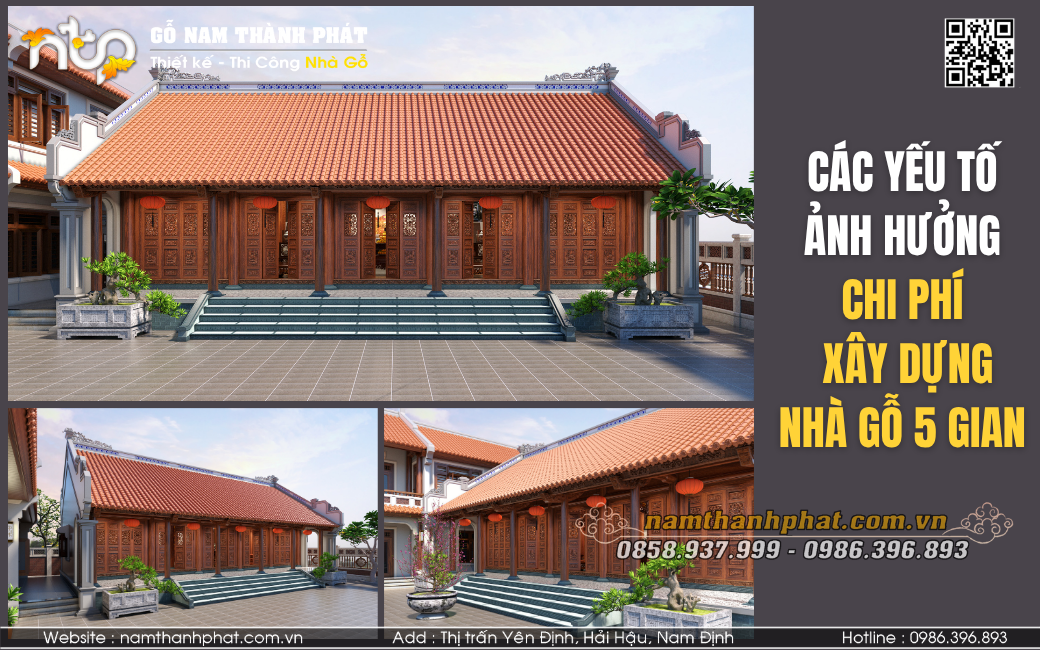 ntp
GỖ NAM THÀNH PHÁT
Thiết kế - Thi Công Nhà Gỗ
CÁC YẾU TỐ
ẢNH HƯỞNG
CHI PHÍ
XÂY DỰNG
NHÀ GỖ 5 GIAN
namthanhphat.com.vn
0858.937.999 - 0986.396.893
Website : namthanhphat.com.vn
Add : Thị trấn Yên Định, Hải Hậu, Nam Định
Hotline : 0986.396.893